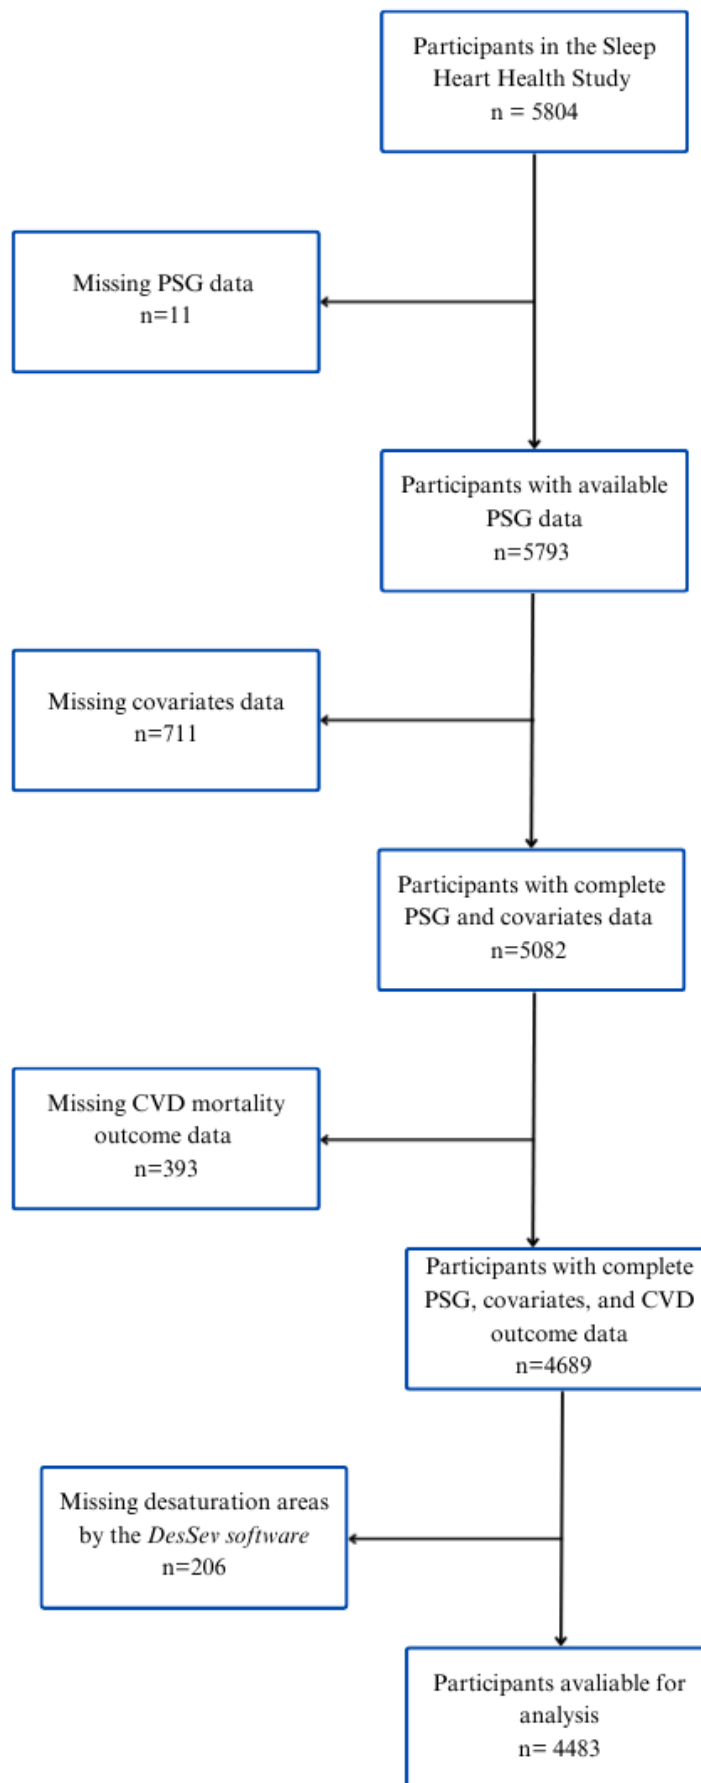 Participants in the Sleep
Heart Health Study
n = 5804
Missing PSG data
n=11
Participants with available
PSG data
n=5793
Missing covariates data
n=711
Participants with complete
PSG and covariates data
n=5082
Missing CVD mortality
outcome data
n=393
Participants with complete
PSG, covariates, and CVD
outcome data
n=4689
Missing desaturation areas
by the DesSev software
n=206
Participants avaliable for
analysis
n= 4483